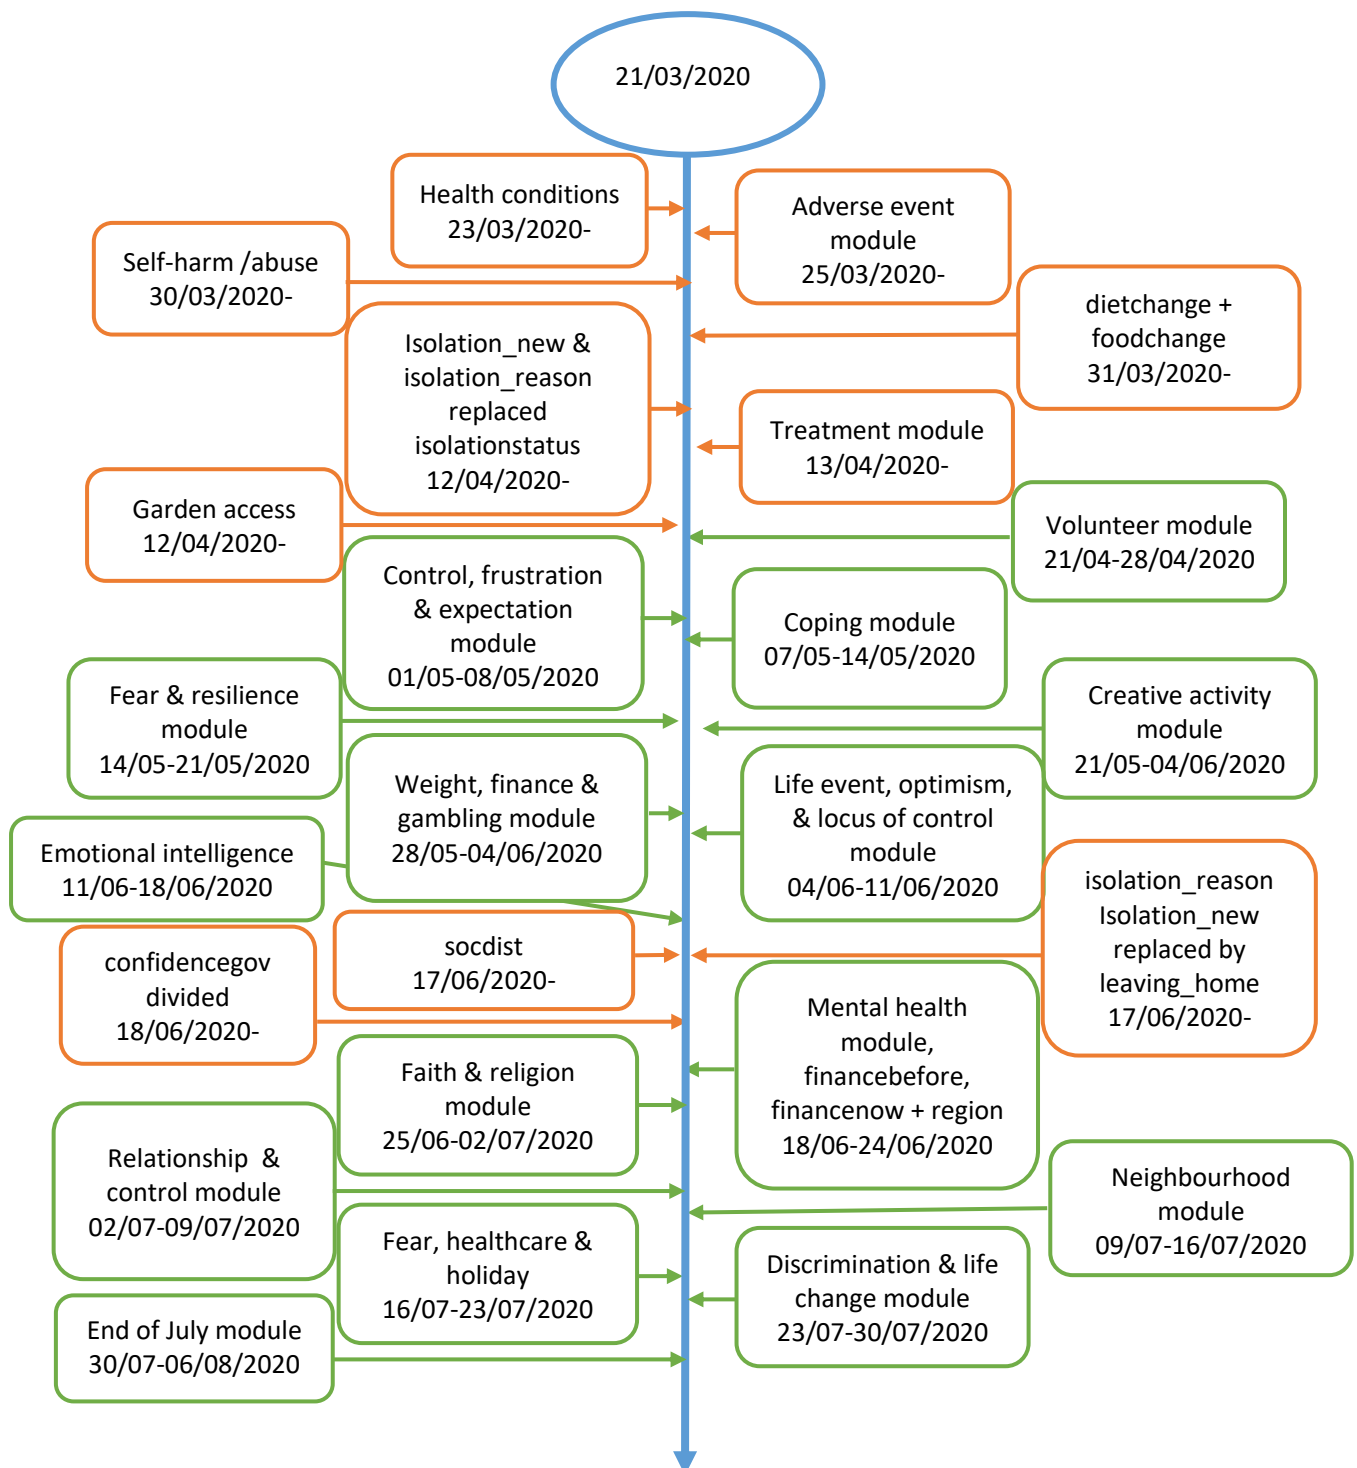 21/03/2020
Health conditions
23/03/2020-
Adverse event
module
25/03/2020-
Self-harm /abuse
30/03/2020-
dietchange +
foodchange
31/03/2020-
Isolation_new &
isolation_reason
replaced
isolationstatus
12/04/2020-
Treatment module
13/04/2020-
Garden access
12/04/2020-
Volunteer module
21/04-28/04/2020
Control, frustration
& expectation
module
01/05-08/05/2020
Coping module
07/05-14/05/2020
Fear & resilience
module
14/05-21/05/2020
Creative activity
module
21/05-04/06/2020
Weight, finance &
gambling module
28/05-04/06/2020
Life event, optimism,
& locus of control
module
04/06-11/06/2020
Emotional intelligence
11/06-18/06/2020
isolation_reason
Isolation_new
replaced by
leaving_home
17/06/2020-
socdist
17/06/2020-
confidencegov
divided
18/06/2020-
Mental health
module,
financebefore,
financenow + region
18/06-24/06/2020
Faith & religion
module
25/06-02/07/2020
Relationship  &
control module
02/07-09/07/2020
Neighbourhood
module
09/07-16/07/2020
Fear, healthcare &
holiday
16/07-23/07/2020
Discrimination & life
change module
23/07-30/07/2020
End of July module
30/07-06/08/2020